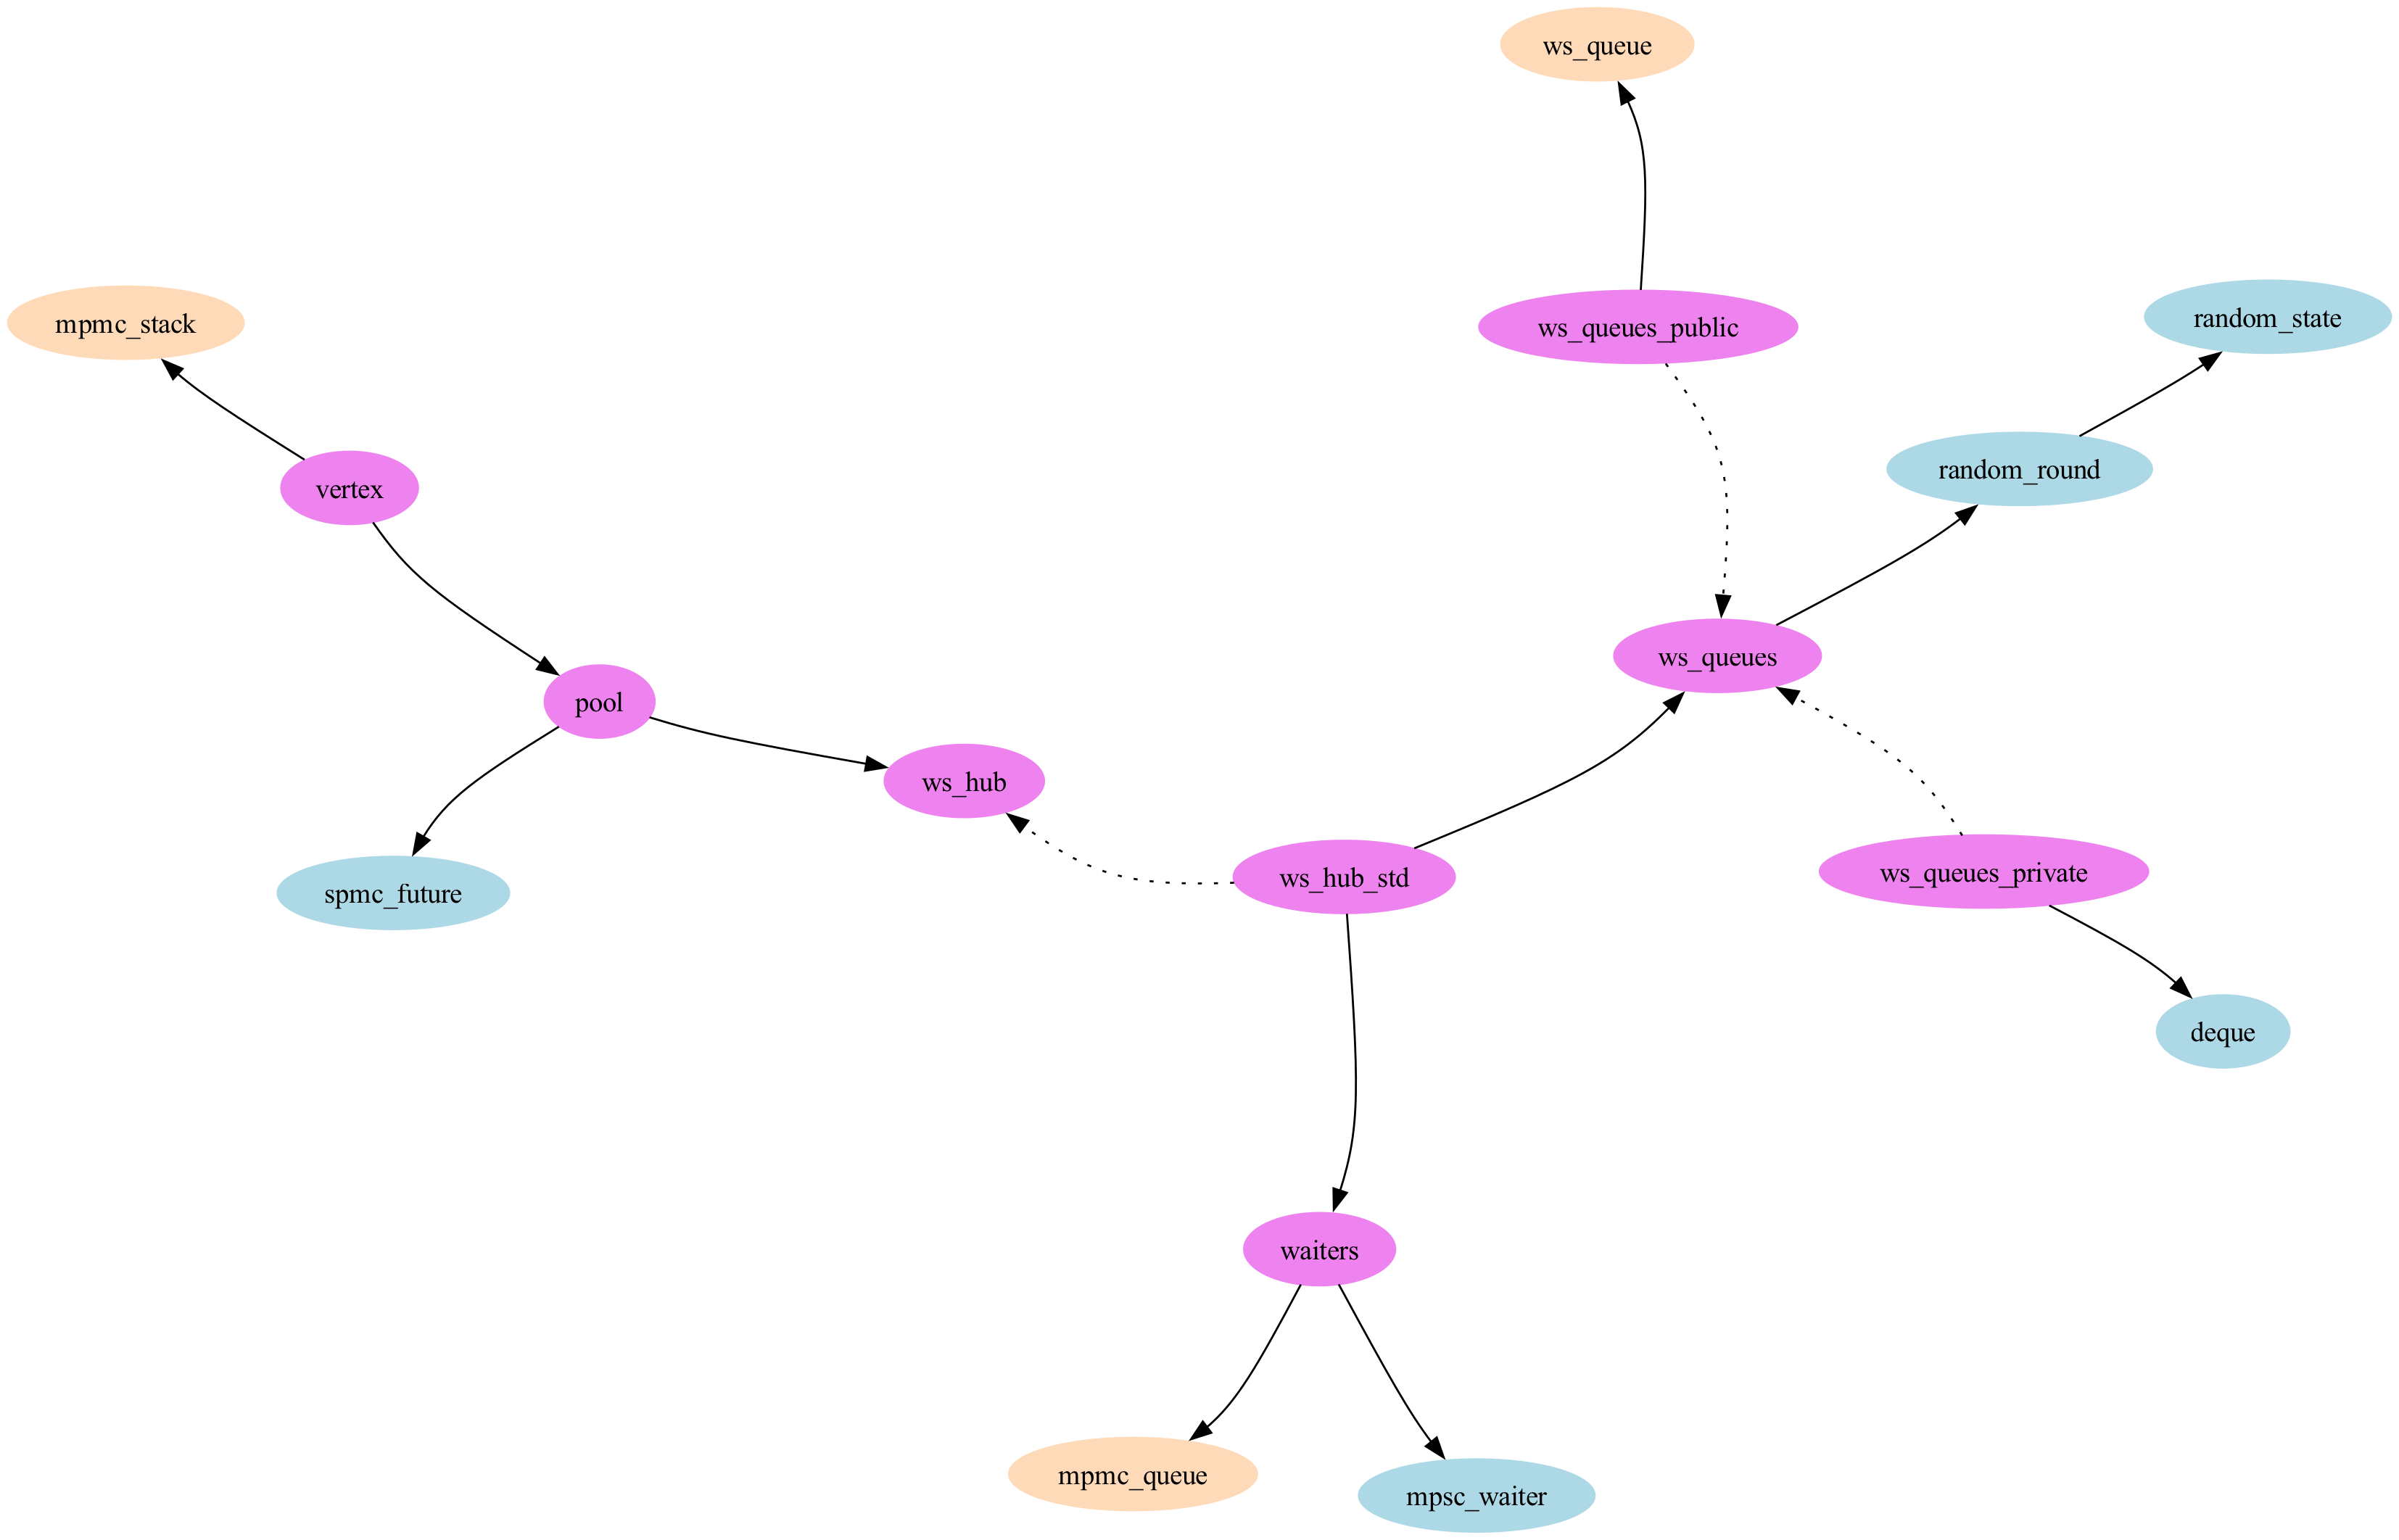 ws_queue
mpmc_stack
ws_queues_public
random_state
vertex
random_round
ws_queues
pool
ws_hub
spmc_future
ws_hub_std
ws_queues_private
deque
waiters
mpmc_queue
mpsc_waiter